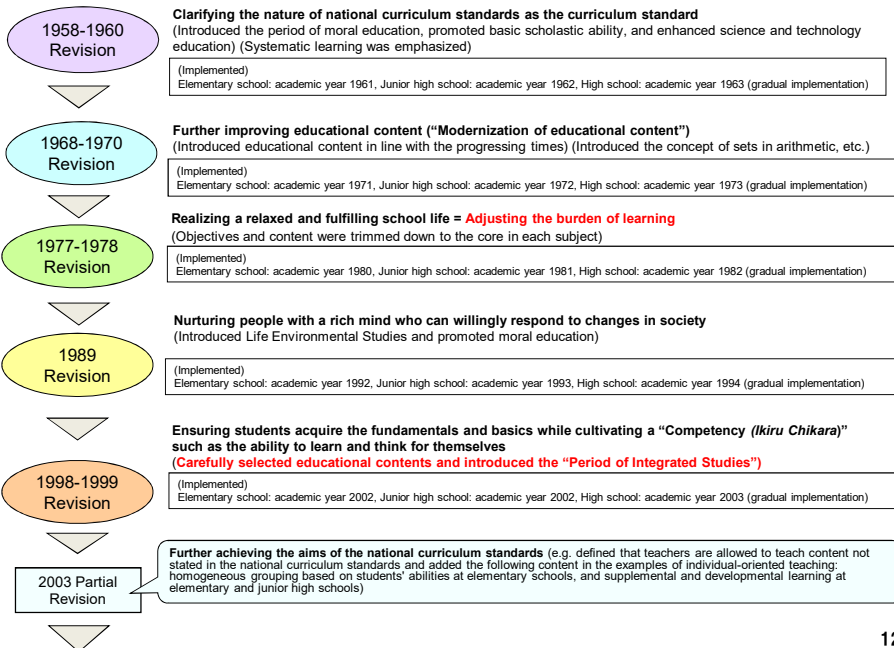 1958-1960
Revision
Clarifying the nature of national curriculum standards as the curriculum standard
(Introduced the period of moral education, promoted basic scholastic ability, and enhanced science and technology
education) (Systematic learning was emphasized)
(Implemented)
Elementary school: academic year 1961, Junior high school: academic year 1962, High school: academic year 1963 (gradual implementation)
1968-1970
Revision
Further improving educational content (“Modernization of educational content”)
(Introduced educational content in line with the progressing times) (Introduced the concept of sets in arithmetic, etc.)
(Implemented)
Elementary school: academic year 1971, Junior high school: academic year 1972, High school: academic year 1973 (gradual implementation)
1977-1978
Revision
Realizing a relaxed and fulfilling school life = Adjusting the burden of learning
(Objectives and content were trimmed down to the core in each subject)
(Implemented)
Elementary school: academic year 1980, Junior high school: academic year 1981, High school: academic year 1982 (gradual implementation)
1989
Revision
Nurturing people with a rich mind who can willingly respond to changes in society
(Introduced Life Environmental Studies and promoted moral education)
(Implemented)
Elementary school: academic year 1992, Junior high school: academic year 1993, High school: academic year 1994 (gradual implementation)
1998-1999
Revision
Ensuring students acquire the fundamentals and basics while cultivating a “Competency (Ikiru Chikara)”
such as the ability to learn and think for themselves
(Carefully selected educational contents and introduced the “Period of Integrated Studies”)
(Implemented)
Elementary school: academic year 2002, Junior high school: academic year 2002, High school: academic year 2003 (gradual implementation)
2003 Partial
Revision
Further achieving the aims of the national curriculum standards (e.g. defined that teachers are allowed to teach content not
stated in the national curriculum standards and added the following content in the examples of individual-oriented teaching:
homogeneous grouping based on students' abilities at elementary schools, and supplemental and developmental learning at
elementary and junior high schools)
12